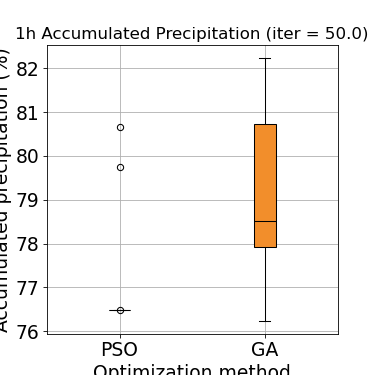 1h Accumulated Precipitation (iter = 50.0)
Accumulated precipitation (%)
82
81
80
79
78
77
76
PSO GA
Optimization method